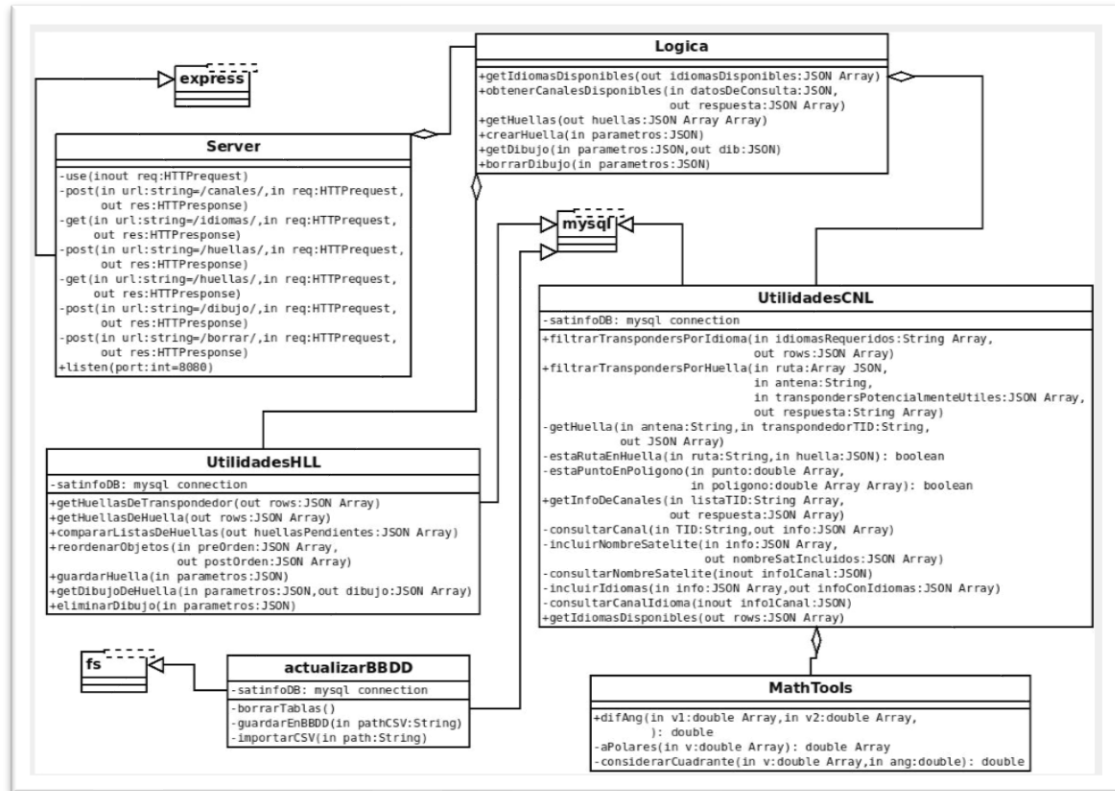 express
Server
-use(inout req:HTTPrequest)
-post(in url:string=/canales/,in req:HTTPrequest,
out res:HTTPresponse)
-get(in url:string=/idiomas/,in req:HTTPrequest,
out res:HTTPresponse)
-post(in url:string=/huellas/,in req:HTTPrequest,
out res:HTTPresponse)
-get(in url:string=/huellas/,in req:HTTPrequest,
out res:HTTPresponse)
-post(in url:string=/dibujo/,in req:HTTPrequest,
out res:HTTPresponse)
-post(in url:string=/borrar/,in req:HTTPrequest,
out res:HTTPresponse)
+listen(port:int=8080)
Logica
+getIdiomasDisponibles(out idiomasDisponibles:JSON Array)
+obtenerCanalesDisponibles(in datosDeConsulta:JSON,
out respuesta:JSON Array)
+getHuellas(out huellas:JSON Array Array)
+crearHuella(in parametros:JSON)
+getDibujo(in parametros:JSON,out dib:JSON)
+borrarDibujo(in parametros:JSON)
mysql
UtilidadesCNL
-satinfoDB: mysql connection
+filtrarTranspondersPorIdioma(in idiomasRequeridos:String Array,
out rows:JSON Array)
+filtrarTranspondersPorHuella(in ruta:Array JSON,
in antena:String,
in transpondersPotencialmenteUtiles:JSON Array,
out respuesta:String Array)
-getHuella(in antena:String,in transpondedorTID:String,
out JSON Array)
-estaRutaEnHuella(in ruta:String,in huella:JSON): boolean
-estaPuntoEnPoligono(in punto:double Array,
in poligono:double Array Array): boolean
+getInfoDeCanales(in listaTID:String Array,
out respuesta:JSON Array)
-consultarCanal(in TID:String,out info:JSON Array)
-incluirNombreSatelite(in info:JSON Array,
out nombreSatIncluidos:JSON Array)
-consultarNombreSatelite(inout info1Canal:JSON)
-incluirIdiomas(in info:JSON Array,out infoConIdiomas:JSON Array)
-consultarCanalIdioma(inout info1Canal:JSON)
+getIdiomasDisponibles(out rows:JSON Array)
UtilidadesHLL
-satinfoDB: mysql connection
+getHuellasDeTranspondedor(out rows:JSON Array)
+getHuellasDeHuella(out rows:JSON Array)
+compararListasDeHuellas(out huellasPendientes:JSON Array)
+reordenarObjetos(in preOrden:JSON Array,
out postOrden:JSON Array)
+guardarHuella(in parametros:JSON)
+getDibujoDeHuella(in parametros:JSON,out dibujo:JSON Array)
+eliminarDibujo(in parametros:JSON)
fs
actualizarBBDD
-satinfoDB: mysql connection
-borrarTablas()
-guardarEnBBDD(in pathCSV:String)
-importarCSV(in path:String)
MathTools
+difAng(in v1:double Array,in v2:double Array,
): double
-aPolares(in v:double Array): double Array
-considerarCuadrante(in v:double Array,in ang:double): double